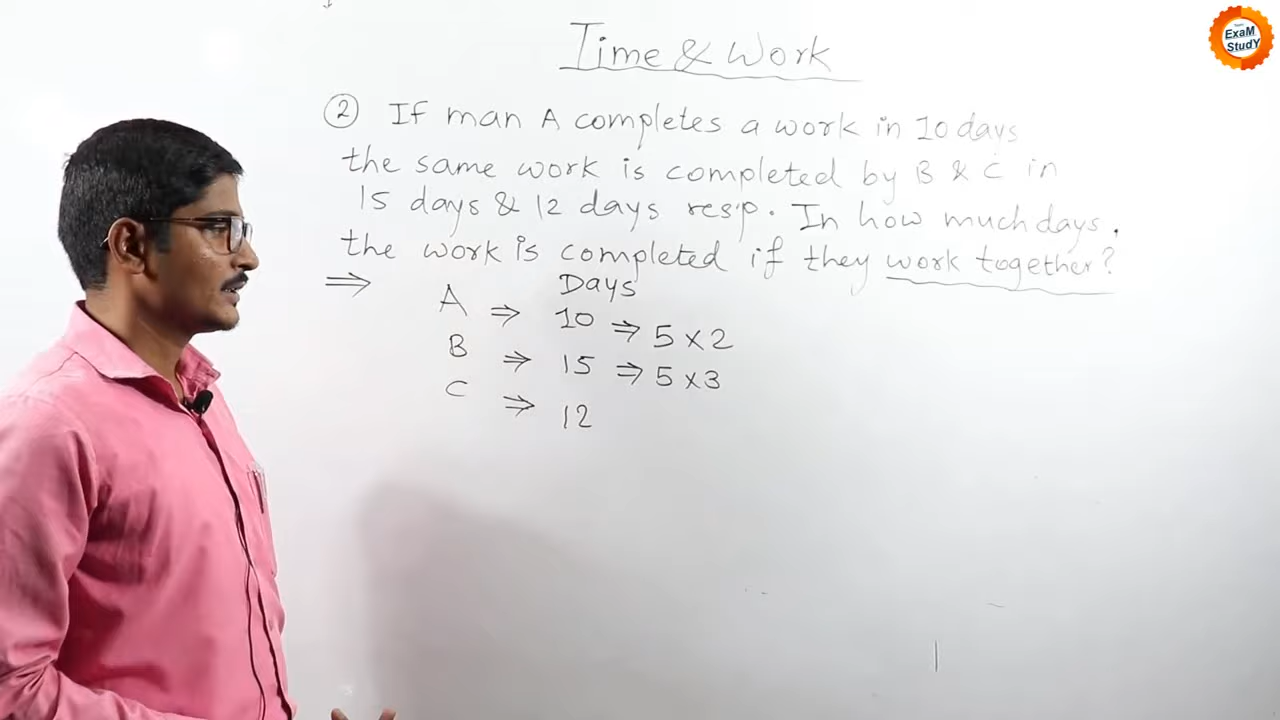 Time & Work
② If man A completes a work in 10 days
the same work is completed by B & C in
15 days & 12 days resp. In how much days.
the work is completed if they work together?
⇒ Days
A ⇒ 10 ⇒ 5 x 2
B ⇒ 15 ⇒ 5 x 3
C ⇒ 12
ExaM
StudY